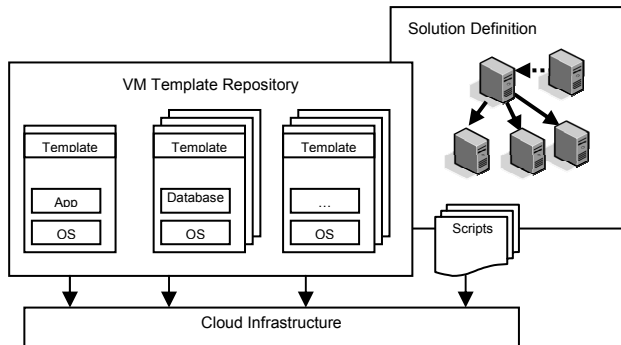 Solution Definition
VM Template Repository
Template
Template
Template
App
Database
...
OS
OS
OS
Scripts
Cloud Infrastructure